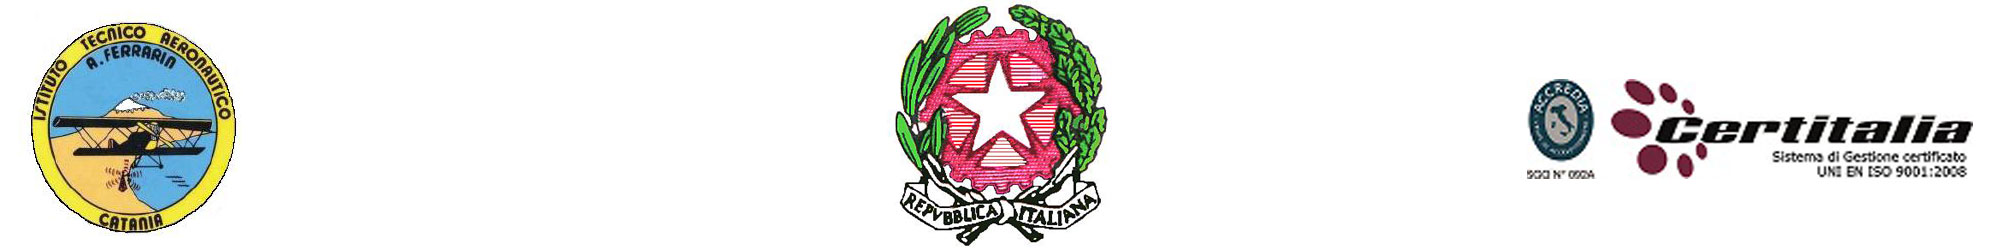 ISTITUTO TECNICO AERONAUTICO
A. FERRARIN
CATANIA
REPVBBLICA ITALIANA
ACCREDIA
SGQ N° 092A
Certitalia
Sistema di Gestione certificato
UNI EN ISO 9001:2008